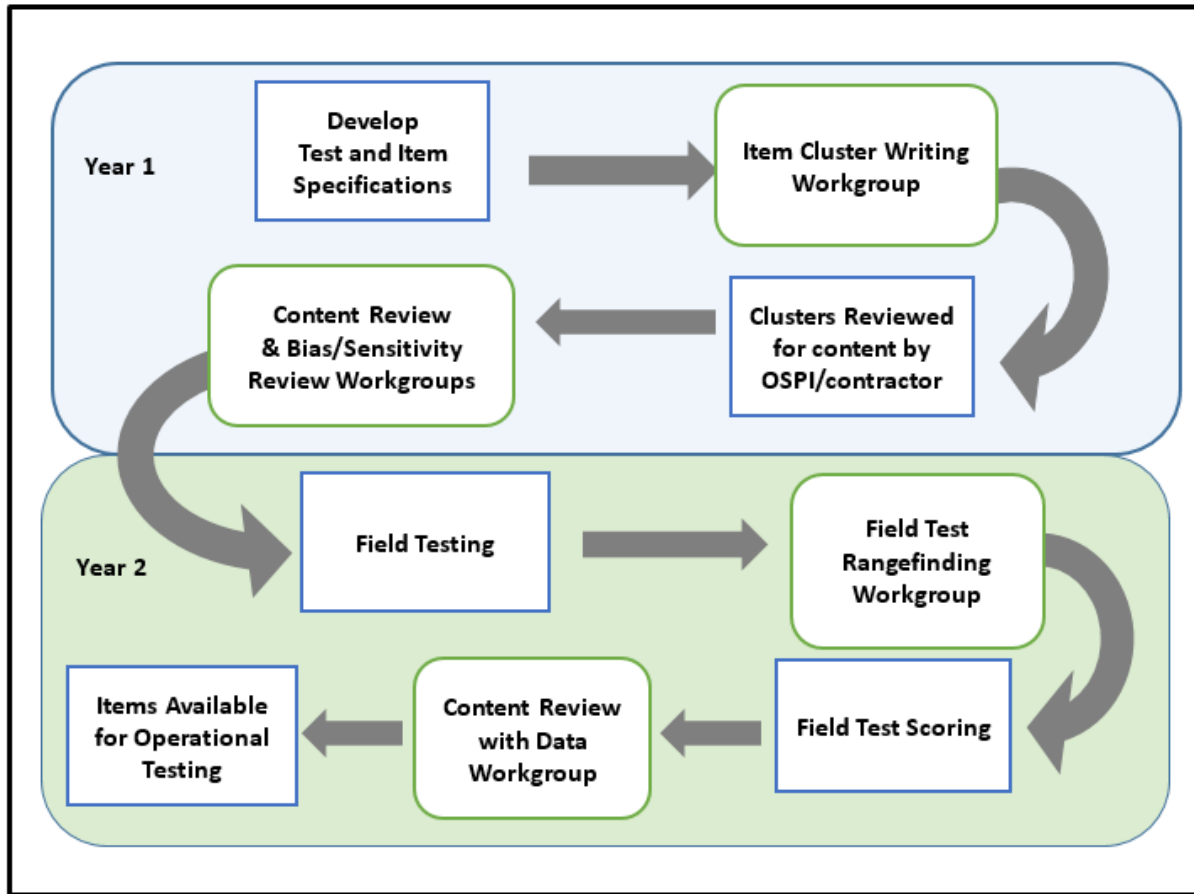 Year 1
Develop
Test and Item
Specifications
Item Cluster Writing
Workgroup
Clusters Reviewed
for content by
OSPI/contractor
Content Review
& Bias/Sensitivity
Review Workgroups
Year 2
Field Testing
Field Test
Rangefinding
Workgroup
Field Test Scoring
Content Review
with Data
Workgroup
Items Available
for Operational
Testing